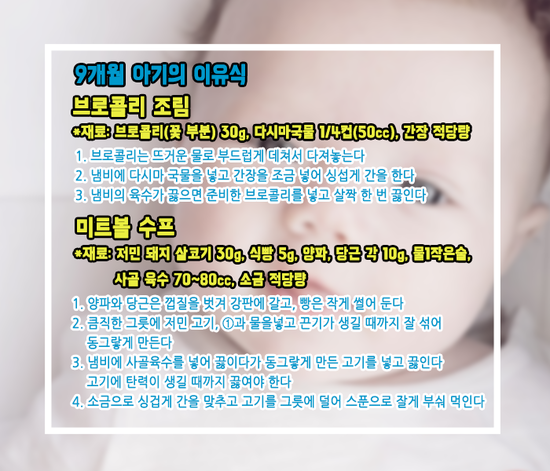 9개월 아기의 이유식
브로콜리 조림
*재료: 브로콜리(꽃 부분) 30g, 다시마국물 1/4컵(50cc), 간장 적당량
1. 브로콜리는 뜨거운 물로 부드럽게 데쳐서 다져놓는다
2. 냄비에 다시마 국물을 넣고 간장을 조금 넣어 싱섭게 간을 한다
3. 냄비의 육수가 끓으면 준비한 브로콜리를 넣고 살짝 한 번 끓인다
미트볼 수프
*재료: 저민 돼지 살코기 30g, 식빵 5g, 양파, 당근 각 10g, 물1작은술,
사골 육수 70~80cc, 소금 적당량
1. 양파와 당근은 껍질을 벗겨 강판에 갈고, 빵은 작게 썰어 둔다
2. 큼직한 그릇에 저민 고기, ①과 물을넣고 끈기가 생길 때까지 잘 섞어
동그랗게 만든다
3. 냄비에 사골육수를 넣어 끓이다가 동그랗게 만든 고기를 넣고 끓인다
고기에 탄력이 생길 때까지 끓여야 한다
4. 소금으로 싱겁게 간을 맞추고 고기를 그릇에 덜어 스푼으로 잘게 부숴 먹인다